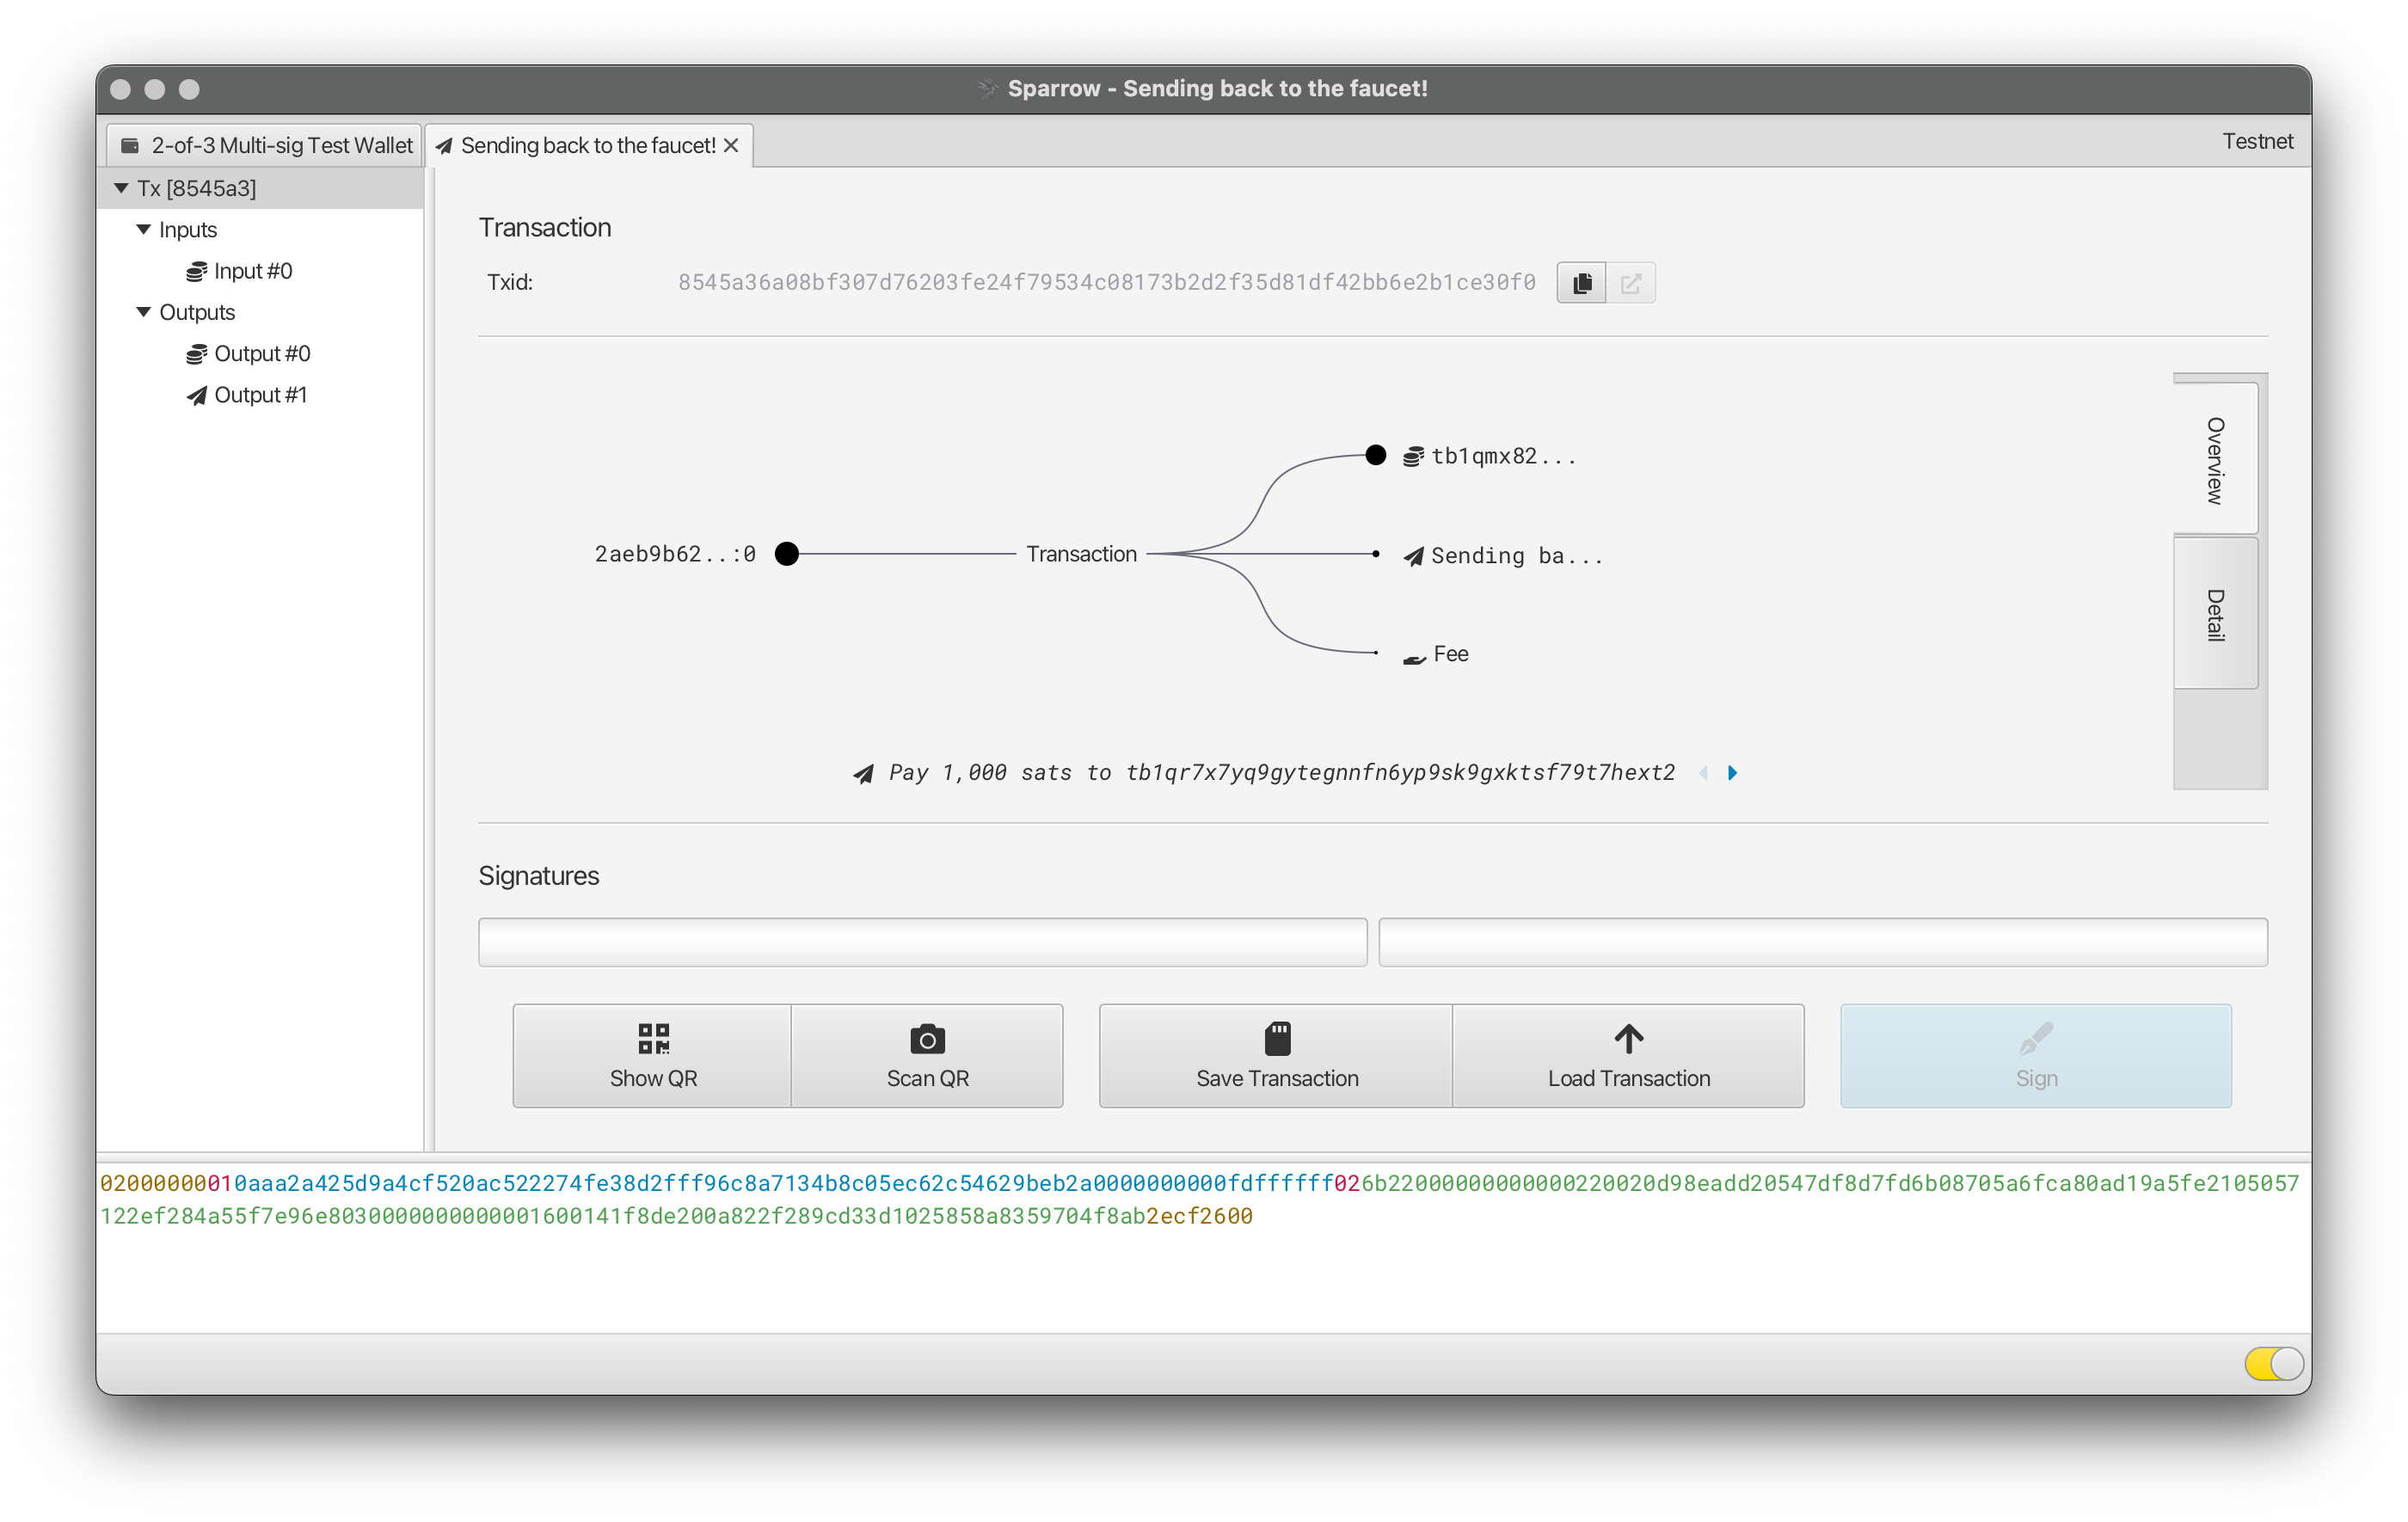 Sparrow - Sending back to the faucet!
2-of-3 Multi-sig Test Wallet
Sending back to the faucet!
Testnet
Tx [8545a3]
Inputs
Input #0
Outputs
Output #0
Output #1
Transaction
Txid: 8545a36a08bf307d76203fe24f79534c08173b2d2f35d81df42bb6e2b1ce30f0
tb1qmx82...
2aeb9b62..:0
Transaction
Sending ba...
Fee
Overview
Detail
Pay 1,000 sats to tb1qr7x7yq9gytegnnfn6yp9sk9gxktsf79t7hext2
Signatures
Show QR
Scan QR
Save Transaction
Load Transaction
Sign
02000000010aaa2a425d9a4cf520ac522274fe38d2fff96c8a7134b8c05ec62c54629beb2a0000000000fdffffff026b22000000000000220020d98eadd20547df8d7fd6b08705a6fca80ad19a5fe2105057
122ef284a55f7e96e8030000000000001600141f8de200a822f289cd33d1025858a8359704f8ab2ecf2600